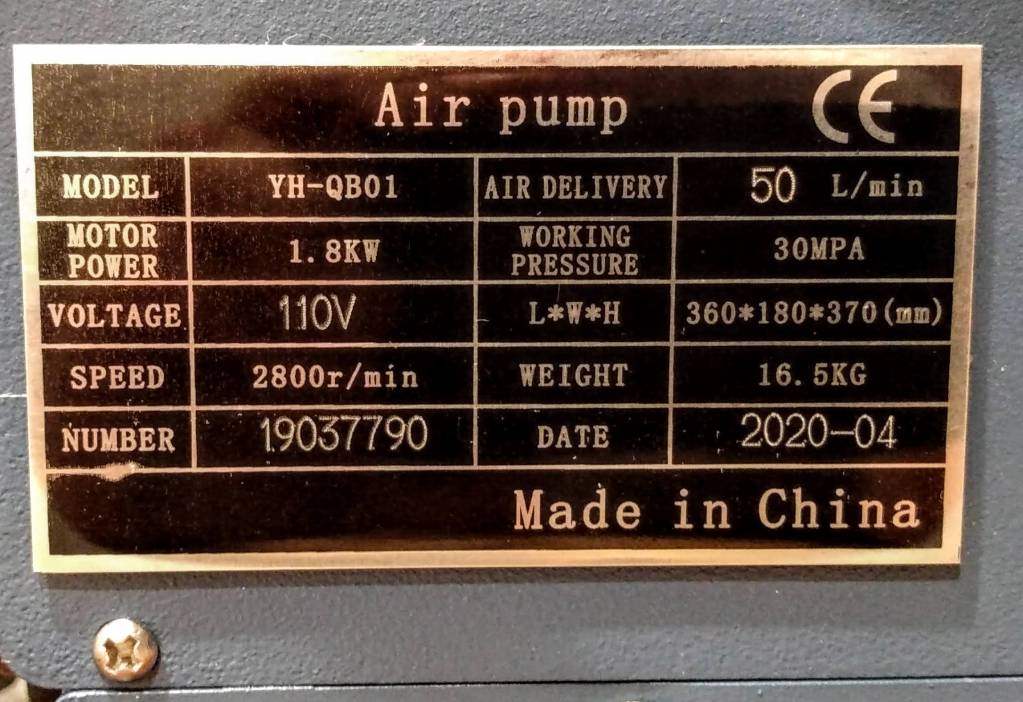 Air pump CE
MODEL YH-QB01 AIR DELIVERY 50 L/min
MOTOR POWER 1.8KW WORKING PRESSURE 30MPA
VOLTAGE 110V L*W*H 360*180*370(mm)
SPEED 2800r/min WEIGHT 16.5KG
NUMBER 19037790 DATE 2020-04
Made in China